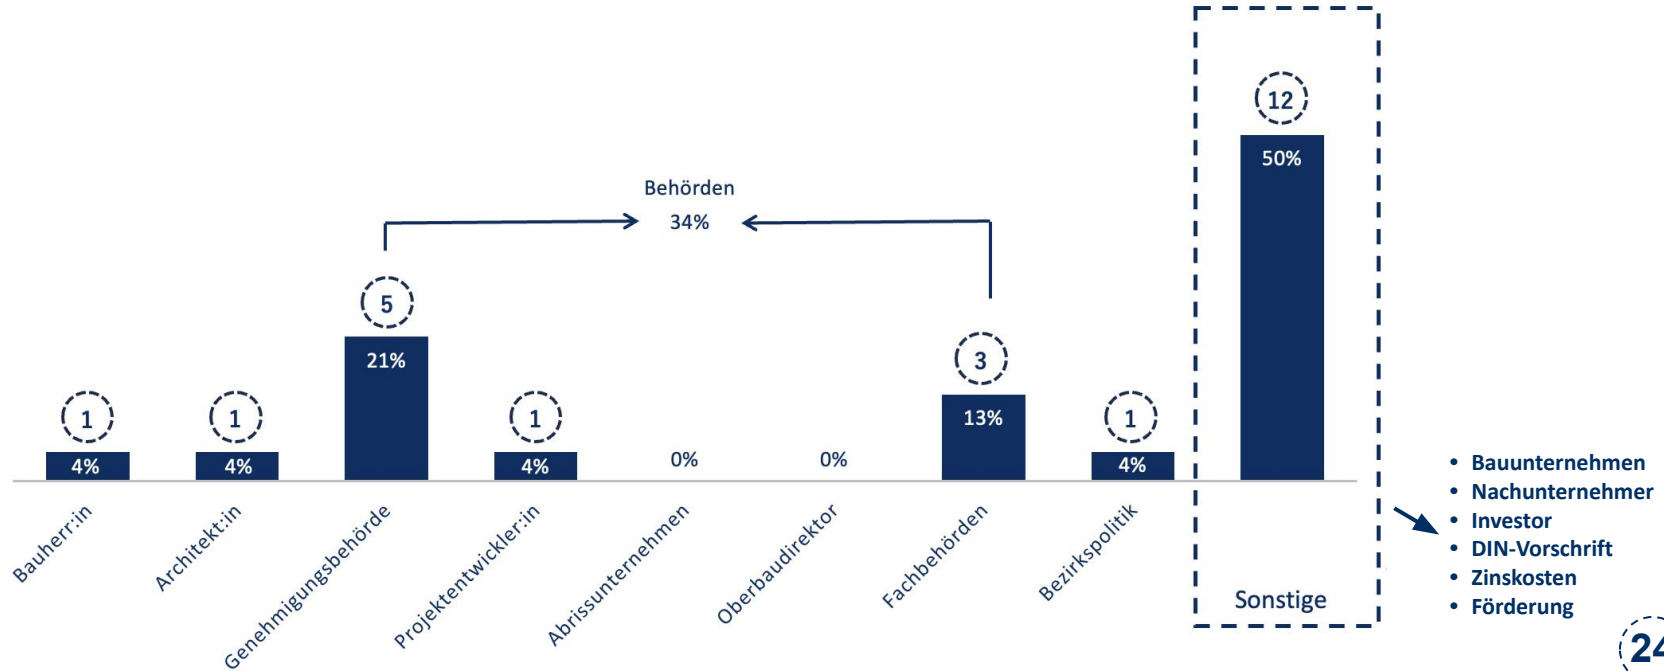 12
50%
Behörden
34%
5
21%
3
13%
1
4%
1
4%
1
4%
0%
0%
1
4%
Bauherr:in
Architekt:in
Genehmigungsbehörde
Projektentwickler:in
Abrissunternehmen
Oberbaudirektor
Fachbehörden
Bezirkspolitik
Sonstige
• Bauunternehmen
• Nachunternehmer
• Investor
• DIN-Vorschrift
• Zinskosten
• Förderung
24